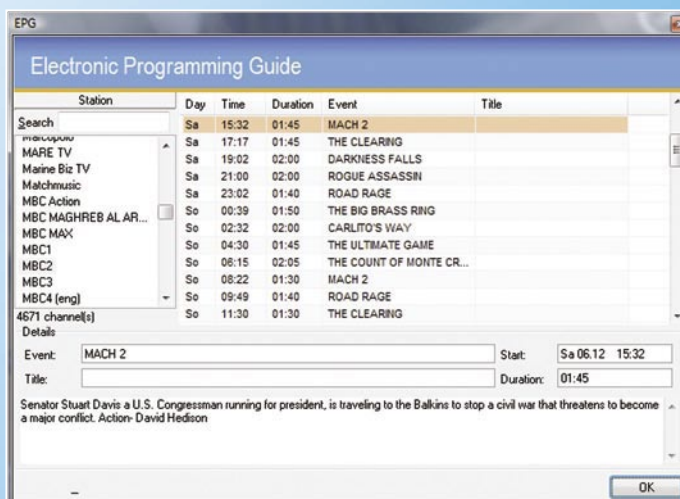 EPG
Electronic Programming Guide
Station
Search
Marcopolo
MARE TV
Marine Biz TV
Matchmusic
MBC Action
MBC MAGHREB AL AR...
MBC MAX
MBC1
MBC2
MBC3
MBC4 (eng)
4671 channel(s)
Day Time Duration Event Title
Sa 15:32 01:45 MACH 2
Sa 17:17 01:45 THE CLEARING
Sa 19:02 02:00 DARKNESS FALLS
Sa 21:00 02:00 ROGUE ASSASSIN
Sa 23:02 01:40 ROAD RAGE
So 00:39 01:50 THE BIG BRASS RING
So 02:32 02:00 CARLITO'S WAY
So 04:30 01:45 THE ULTIMATE GAME
So 06:15 02:05 THE COUNT OF MONTE CR...
So 08:22 01:30 MACH 2
So 09:49 01:40 ROAD RAGE
So 11:30 01:30 THE CLEARING
Details
Event: MACH 2 Start: Sa 06.12 15:32
Title: Duration: 01:45
Senator Stuart Davis a U.S. Congressman running for president, is traveling to the Balkins to stop a civil war that threatens to become
a major conflict. Action- David Hedison
OK